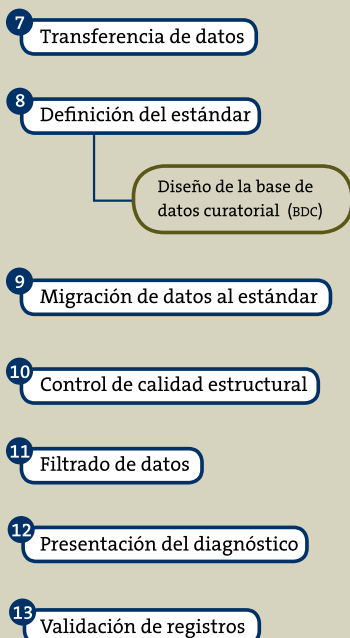 7
Transferencia de datos
8
Definición del estándar
Diseño de la base de
datos curatorial (BDC)
9
Migración de datos al estándar
10
Control de calidad estructural
11
Filtrado de datos
12
Presentación del diagnóstico
13
Validación de registros